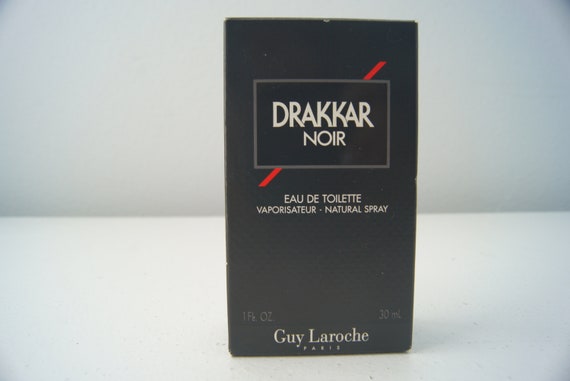 DRAKKAR
NOIR
EAU DE TOILETTE
VAPORISATEUR - NATURAL SPRAY
1 Fl. OZ. 30 mL
Guy Laroche
PARIS